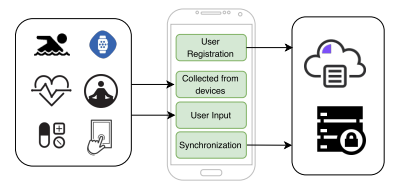 User
Registration
Collected from
devices
User Input
Synchronization